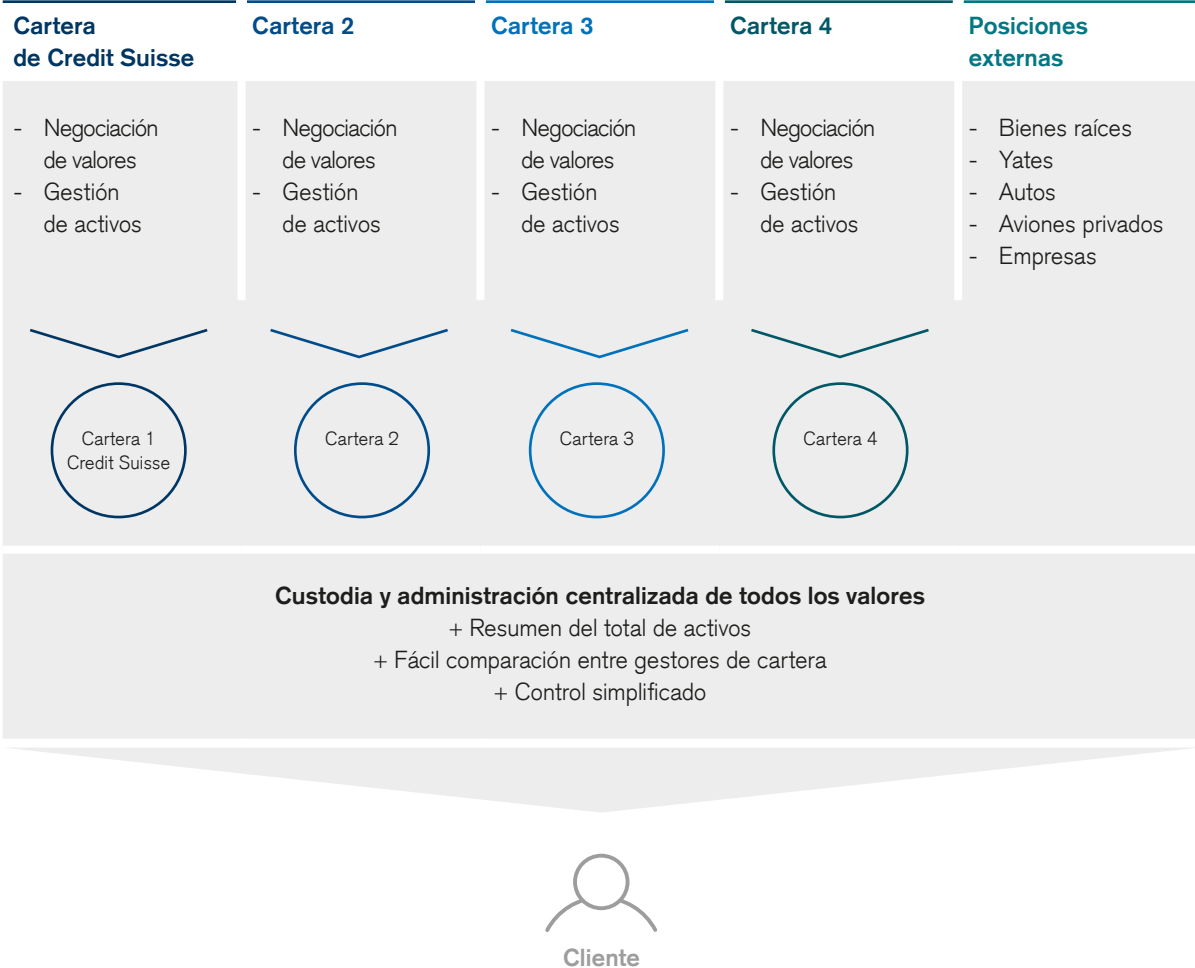 Cartera
de Credit Suisse
- Negociación
de valores
- Gestión
de activos
Cartera 2
- Negociación
de valores
- Gestión
de activos
Cartera 3
- Negociación
de valores
- Gestión
de activos
Cartera 4
- Negociación
de valores
- Gestión
de activos
Posiciones
externas
- Bienes raíces
- Yates
- Autos
- Aviones privados
- Empresas
Cartera 1
Credit Suisse
Cartera 2
Cartera 3
Cartera 4
Custodia y administración centralizada de todos los valores
+ Resumen del total de activos
+ Fácil comparación entre gestores de cartera
+ Control simplificado
Cliente